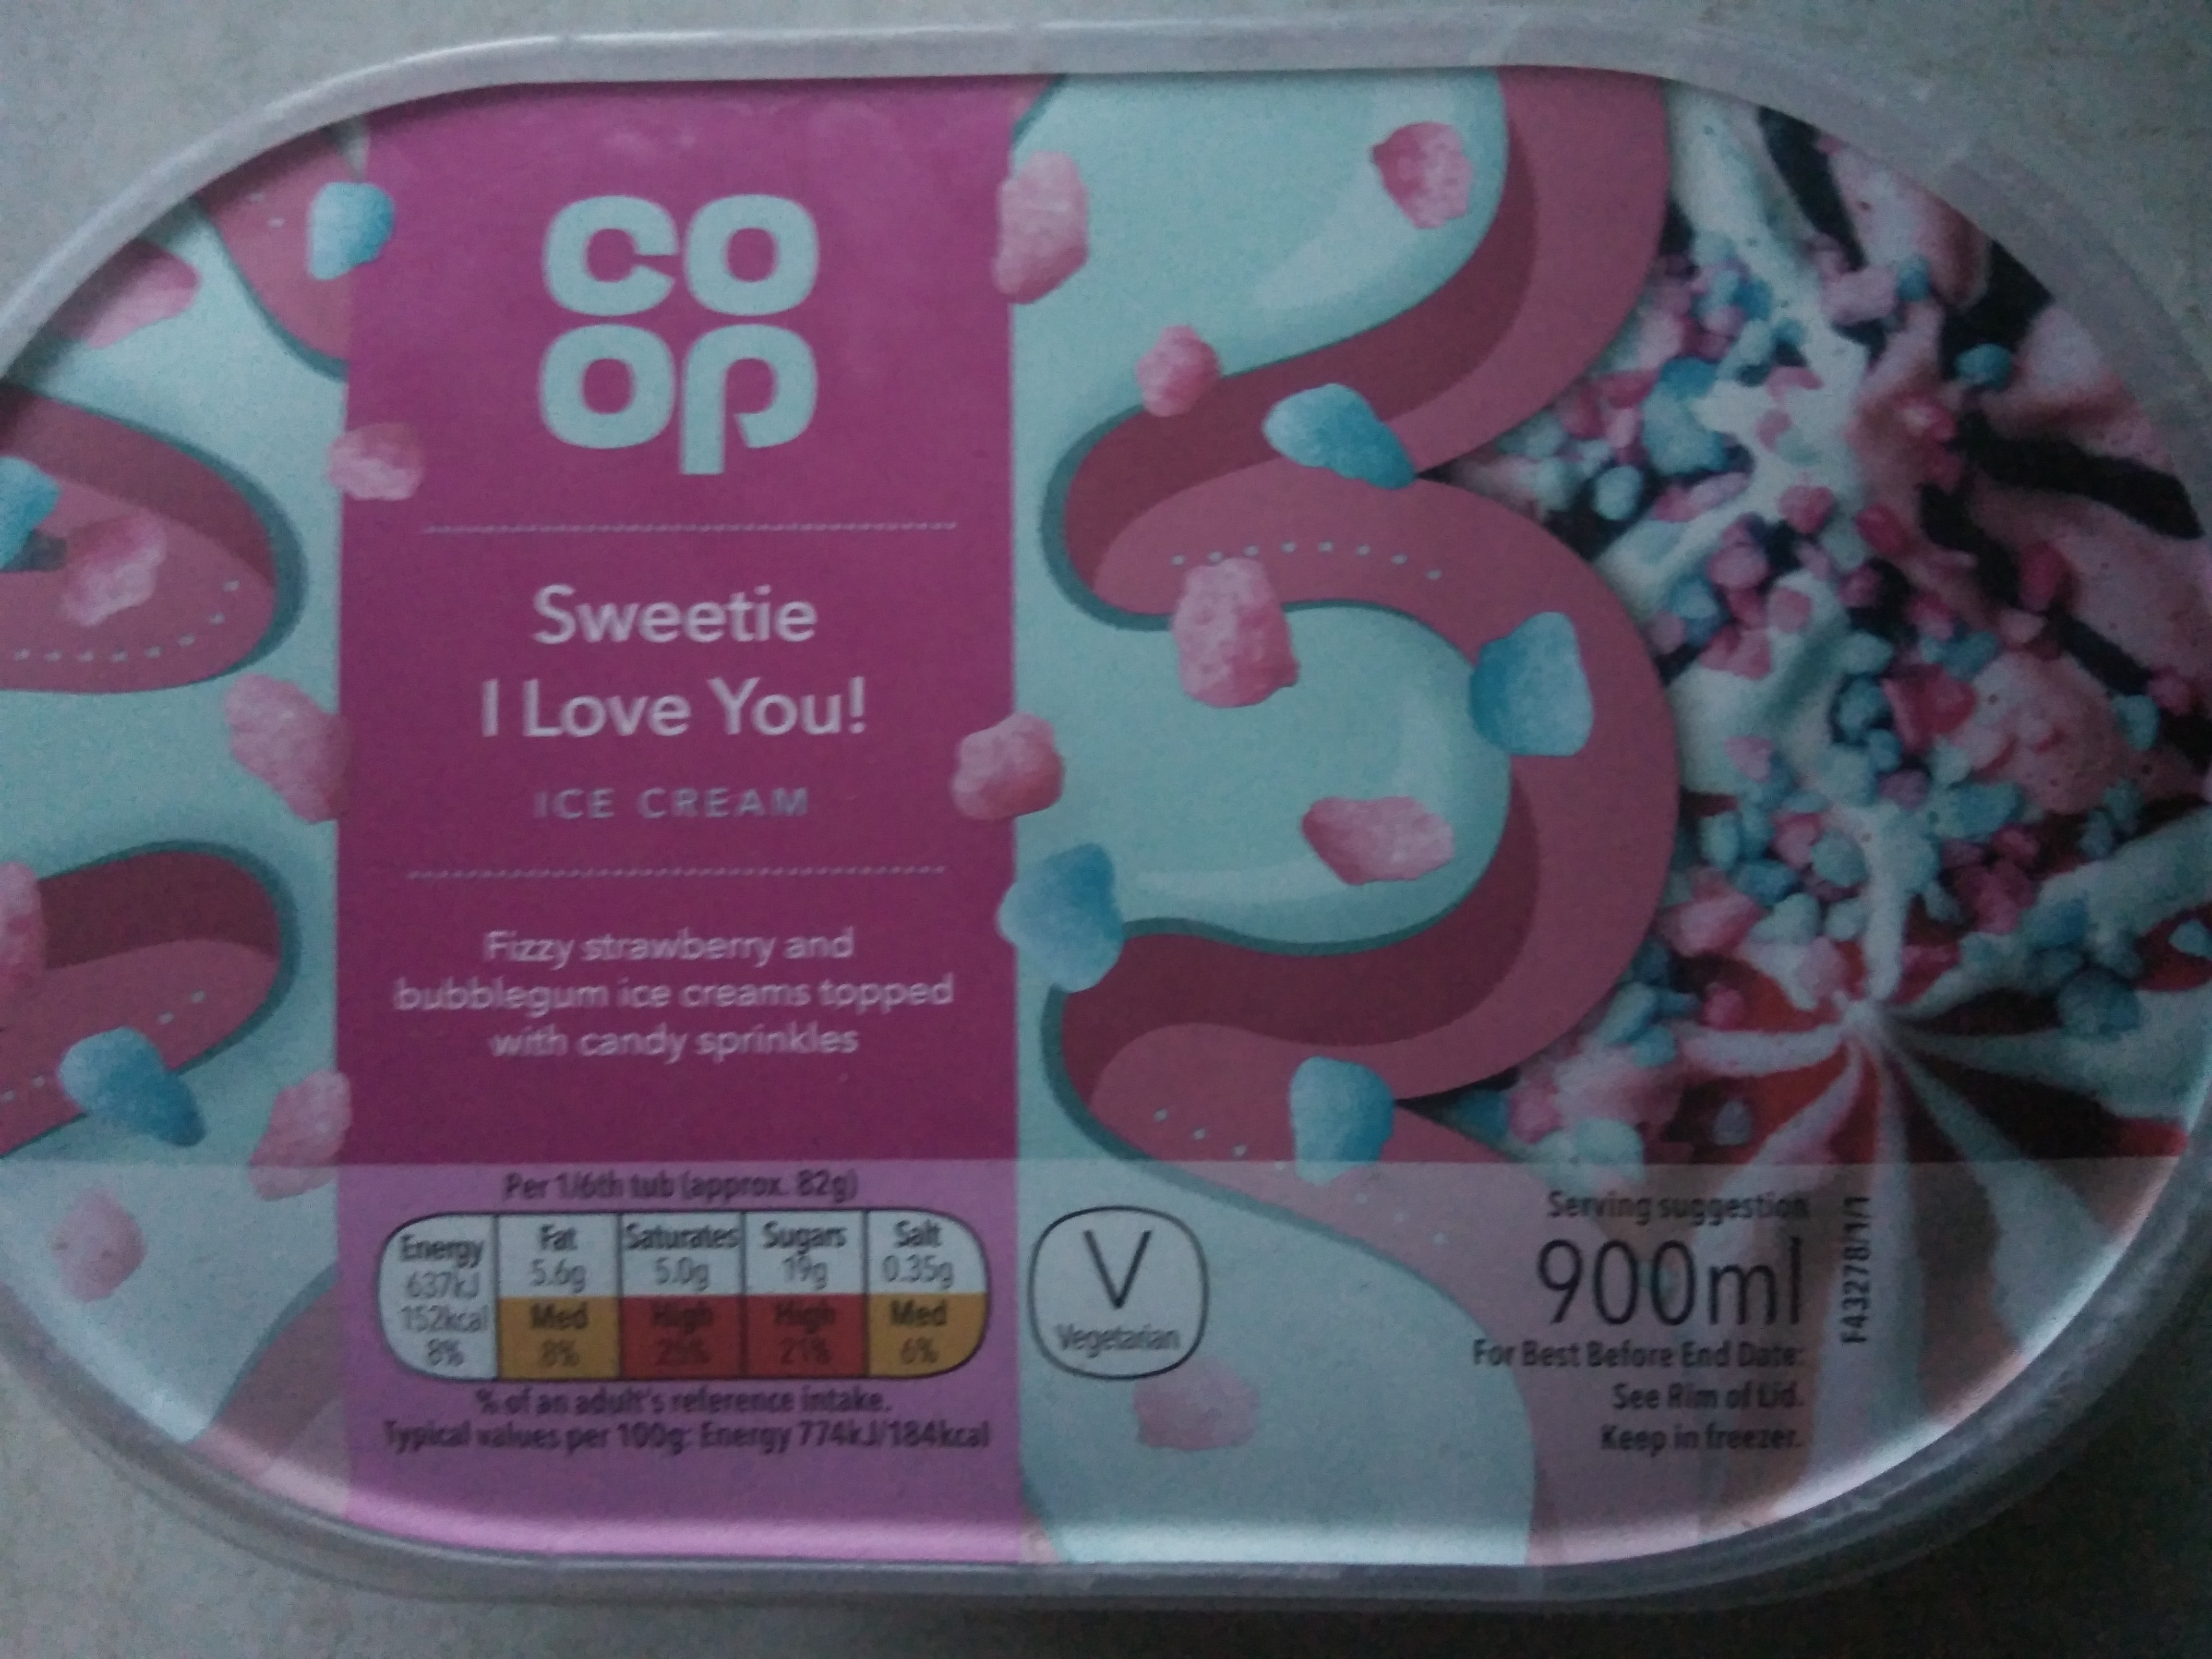 co
op
Sweetie
I Love You!
ICE CREAM
Fizzy strawberry and
bubblegum ice creams topped
with candy sprinkles
Per 1/6th tub (approx. 82g)
Energy
637kJ
152kcal
8%
Fat
5.6g
Med
8%
Saturates
5.0g
High
25%
Sugars
19g
High
21%
Salt
0.35g
Med
6%
% of an adult's reference intake.
Typical values per 100g: Energy 774kJ/184kcal
V
Vegetarian
Serving suggestion
900ml
For Best Before End Date:
See Rim of Lid.
Keep in freezer.
F43278/1/1